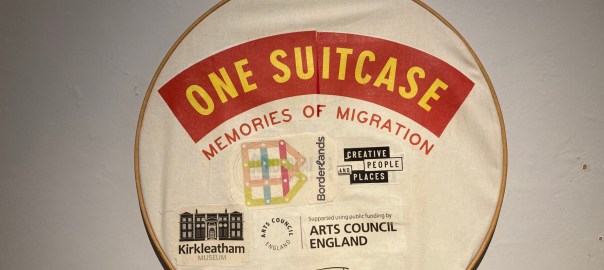 ONE SUITCASE
MEMORIES OF MIGRATION
Borderlands
CREATIVE
AND PEOPLE
PLACES
Kirkleatham
MUSEUM
ARTS COUNCIL
ENGLAND
Supported using public funding by
ARTS COUNCIL
ENGLAND